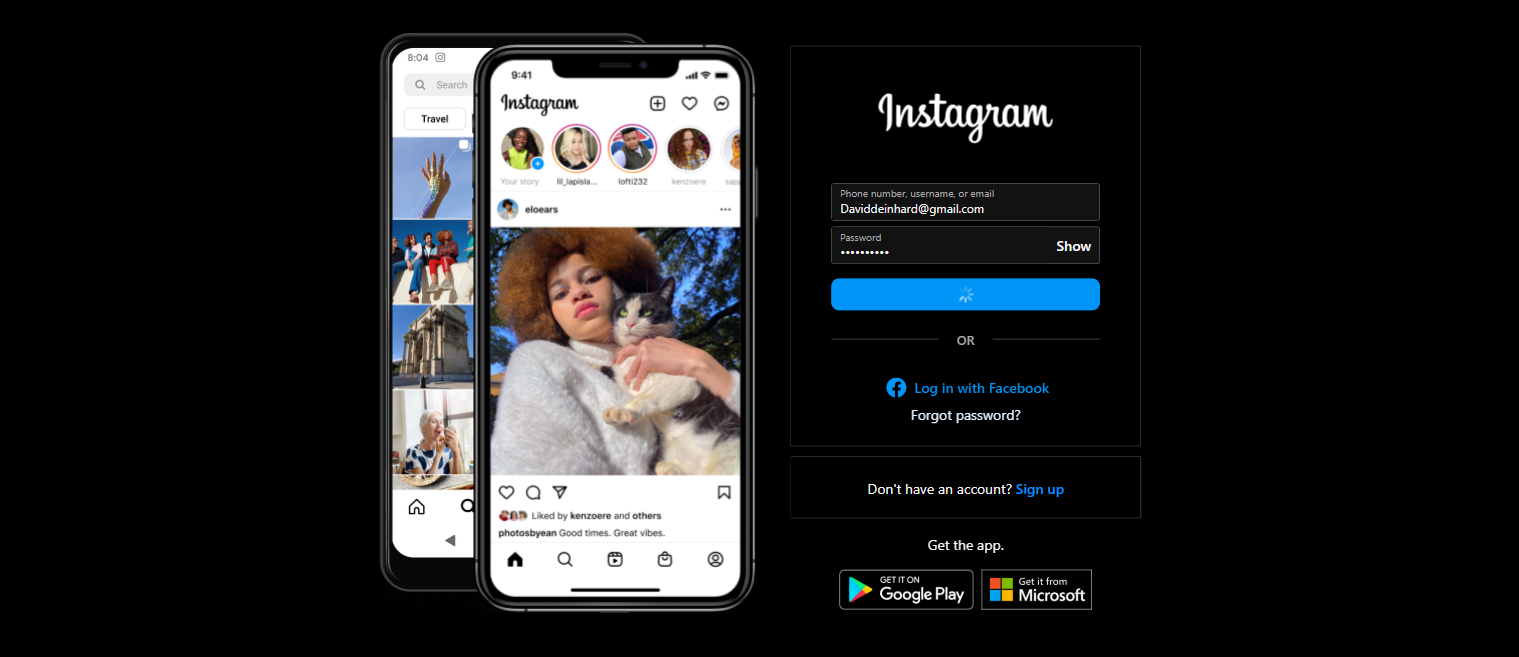 8:04
Search
Travel
9:41
Instagram
Your story
lil_lapisla...
lofti232
kenzoere
sap
eloears
Liked by kenzoere and others
photosbyean Good times. Great vibes.
Instagram
Phone number, username, or email
Daviddeinhard@gmail.com
Password
••••••••••
Show
OR
Log in with Facebook
Forgot password?
Don't have an account? Sign up
Get the app.
GET IT ON
Google Play
Get it from
Microsoft